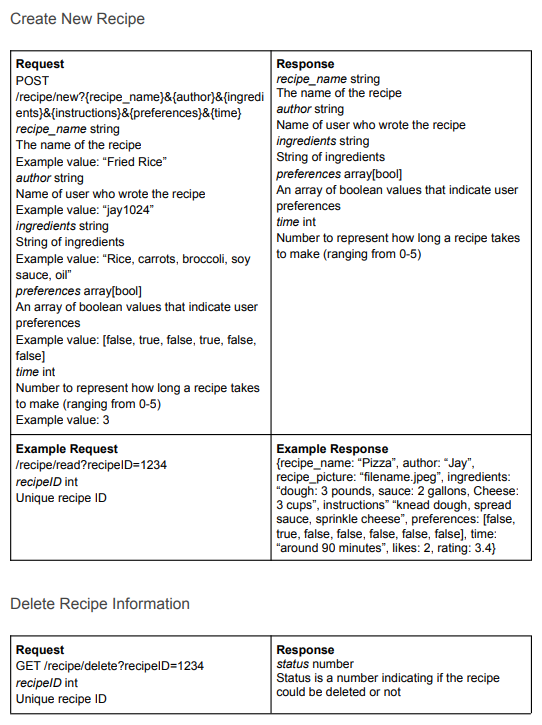 Create New Recipe
Request
POST
/recipe/new?{recipe_name}&{author}&{ingredi
ents}&{instructions}&{preferences}&{time}
recipe_name string
The name of the recipe
Example value: “Fried Rice”
author string
Name of user who wrote the recipe
Example value: “jay1024”
ingredients string
String of ingredients
Example value: “Rice, carrots, broccoli, soy
sauce, oil”
preferences array[bool]
An array of boolean values that indicate user
preferences
Example value: [false, true, false, true, false,
false]
time int
Number to represent how long a recipe takes
to make (ranging from 0-5)
Example value: 3
Response
recipe_name string
The name of the recipe
author string
Name of user who wrote the recipe
ingredients string
String of ingredients
preferences array[bool]
An array of boolean values that indicate user
preferences
time int
Number to represent how long a recipe takes
to make (ranging from 0-5)
Example Request
/recipe/read?recipeID=1234
recipeID int
Unique recipe ID
Example Response
{recipe_name: “Pizza”, author: “Jay”,
recipe_picture: “filename.jpeg”, ingredients:
“dough: 3 pounds, sauce: 2 gallons, Cheese:
3 cups”, instructions” “knead dough, spread
sauce, sprinkle cheese”, preferences: [false,
true, false, false, false, false, false], time:
“around 90 minutes”, likes: 2, rating: 3.4}
Delete Recipe Information
Request
GET /recipe/delete?recipeID=1234
recipeID int
Unique recipe ID
Response
status number
Status is a number indicating if the recipe
could be deleted or not